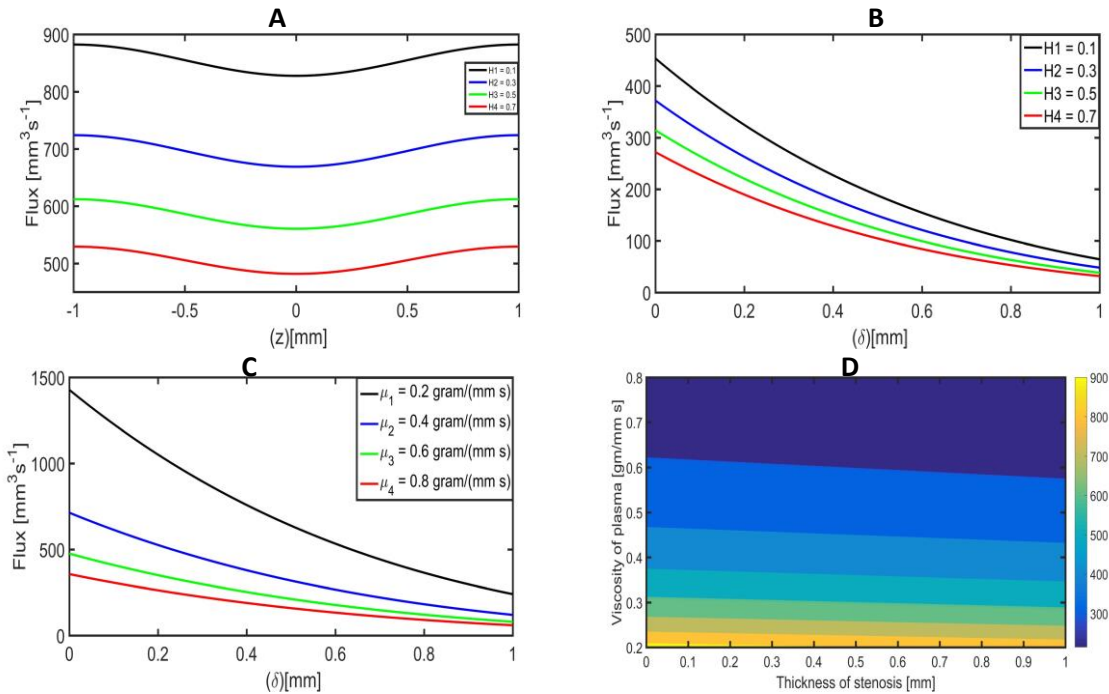 A
Flux [mm³s⁻¹]
900
800
700
600
500
H1 = 0.1
H2 = 0.3
H3 = 0.5
H4 = 0.7
-1 -0.5 0 0.5 1
(z)[mm]
B
Flux [mm³s⁻¹]
500
400
300
200
100
0
H1 = 0.1
H2 = 0.3
H3 = 0.5
H4 = 0.7
0 0.2 0.4 0.6 0.8 1
(δ)[mm]
C
Flux [mm³s⁻¹]
1500
1000
500
0
μ₁ = 0.2 gram/(mm s)
μ₂ = 0.4 gram/(mm s)
μ₃ = 0.6 gram/(mm s)
μ₄ = 0.8 gram/(mm s)
0 0.2 0.4 0.6 0.8 1
(δ)[mm]
D
Viscosity of plasma [gm/mm s]
0.8
0.7
0.6
0.5
0.4
0.3
0.2
0 0.1 0.2 0.3 0.4 0.5 0.6 0.7 0.8 0.9 1
Thickness of stenosis [mm]
900
800
700
600
500
400
300